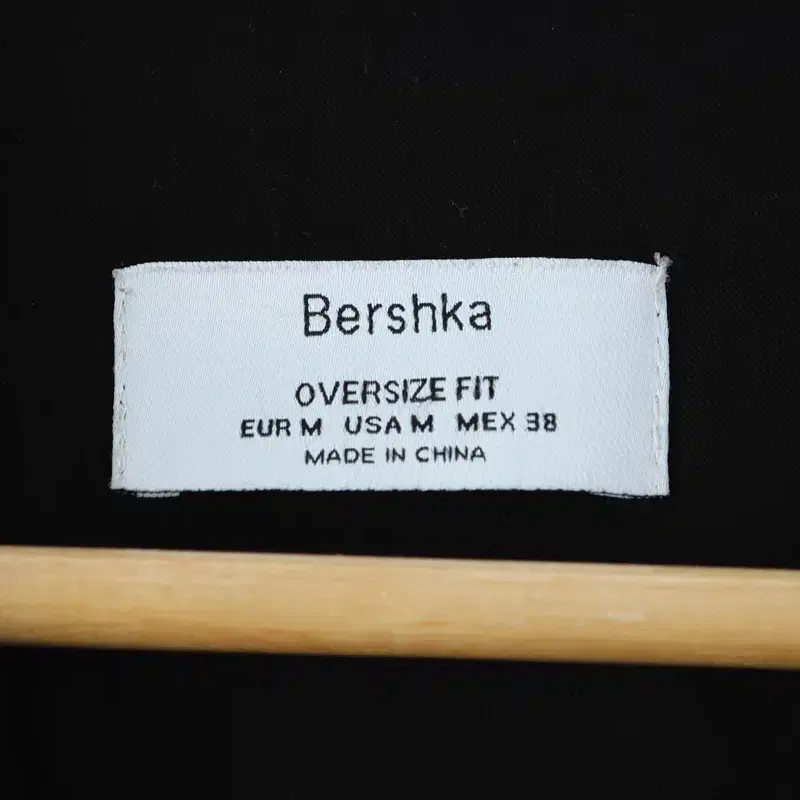 Bershka
OVERSIZE FIT
EUR M USA M MEX 38
MADE IN CHINA